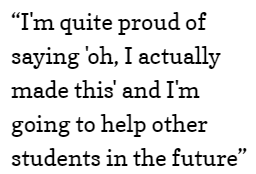 “I'm quite proud of
saying 'oh, I actually
made this' and I'm
going to help other
students in the future”